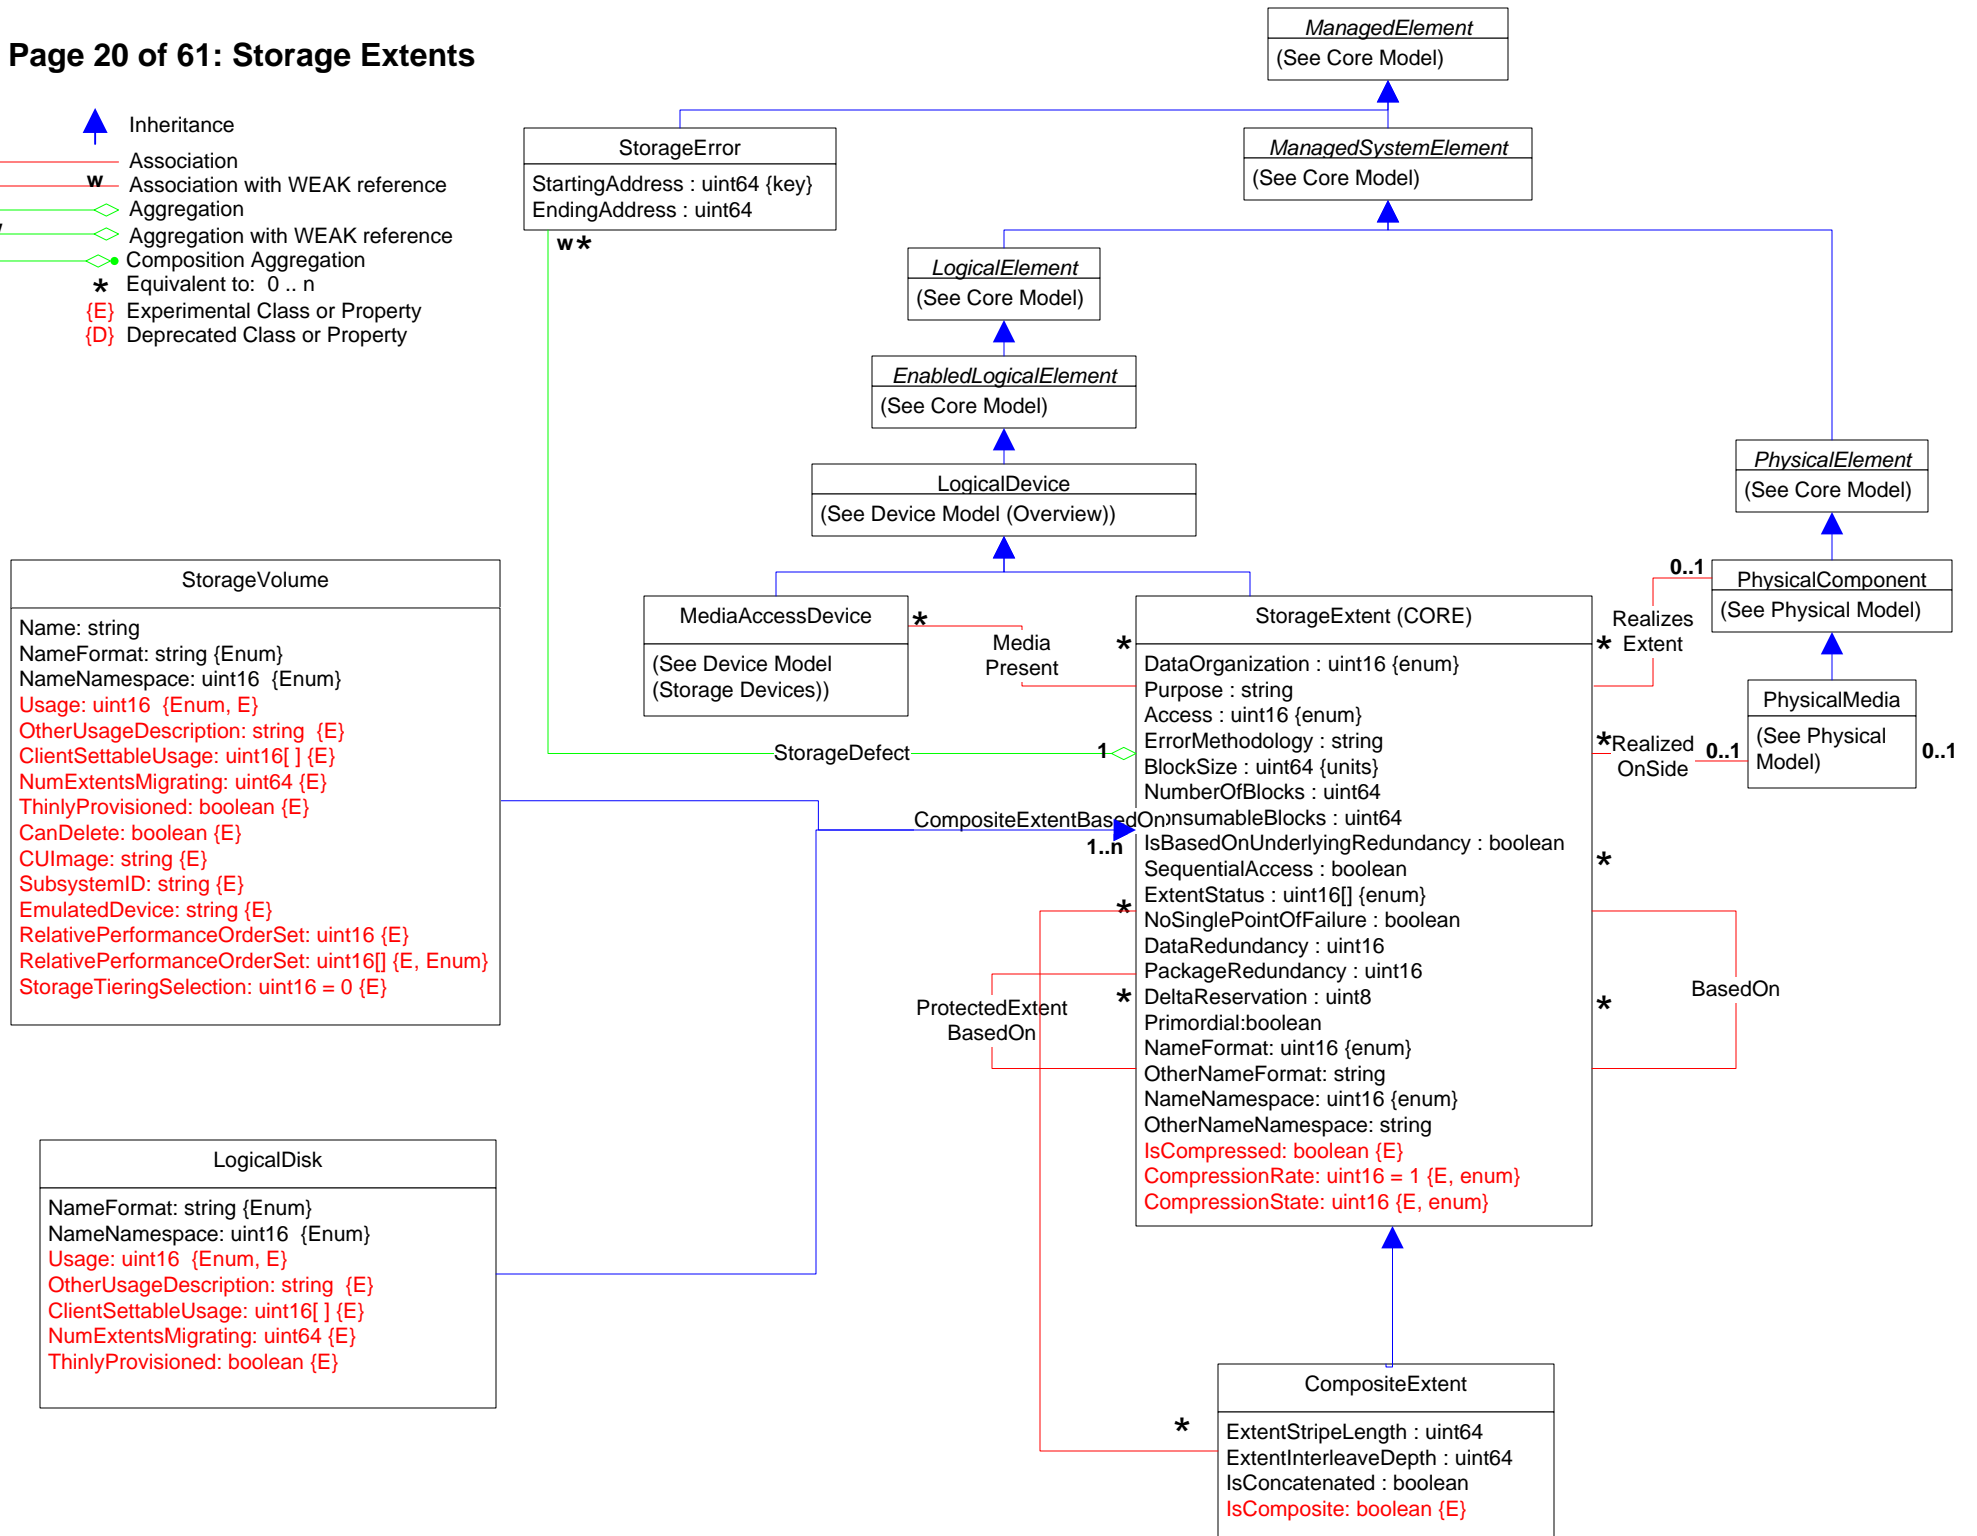 Page 20 of 61: Storage Extents
Inheritance
Association
w
Association with WEAK reference
Aggregation
Aggregation with WEAK reference
Composition Aggregation
* Equivalent to: 0 .. n
{E} Experimental Class or Property
{D} Deprecated Class or Property
ManagedElement
(See Core Model)
StorageError
StartingAddress : uint64 {key}
EndingAddress : uint64
w*
ManagedSystemElement
(See Core Model)
LogicalElement
(See Core Model)
EnabledLogicalElement
(See Core Model)
LogicalDevice
(See Device Model (Overview))
PhysicalElement
(See Core Model)
0..1
PhysicalComponent
(See Physical Model)
PhysicalMedia
(See Physical
Model)
0..1
0..1
Realizes
Extent
*
*
Realized
OnSide
MediaAccessDevice
(See Device Model
(Storage Devices))
*
Media
Present
*
StorageDefect
1
CompositeExtentBasedOn
1..n
*
*
ProtectedExtent
BasedOn
StorageExtent (CORE)
DataOrganization : uint16 {enum}
Purpose : string
Access : uint16 {enum}
ErrorMethodology : string
BlockSize : uint64 {units}
NumberOfBlocks : uint64
onsumableBlocks : uint64
IsBasedOnUnderlyingRedundancy : boolean
SequentialAccess : boolean
ExtentStatus : uint16[] {enum}
NoSinglePointOfFailure : boolean
DataRedundancy : uint16
PackageRedundancy : uint16
DeltaReservation : uint8
Primordial:boolean
NameFormat: uint16 {enum}
OtherNameFormat: string
NameNamespace: uint16 {enum}
OtherNameNamespace: string
IsCompressed: boolean {E}
CompressionRate: uint16 = 1 {E, enum}
CompressionState: uint16 {E, enum}
*
*
BasedOn
StorageVolume
Name: string
NameFormat: string {Enum}
NameNamespace: uint16  {Enum}
Usage: uint16  {Enum, E}
OtherUsageDescription: string  {E}
ClientSettableUsage: uint16[ ] {E}
NumExtentsMigrating: uint64 {E}
ThinlyProvisioned: boolean {E}
CanDelete: boolean {E}
CUImage: string {E}
SubsystemID: string {E}
EmulatedDevice: string {E}
RelativePerformanceOrderSet: uint16 {E}
RelativePerformanceOrderSet: uint16[] {E, Enum}
StorageTieringSelection: uint16 = 0 {E}
LogicalDisk
NameFormat: string {Enum}
NameNamespace: uint16  {Enum}
Usage: uint16  {Enum, E}
OtherUsageDescription: string  {E}
ClientSettableUsage: uint16[ ] {E}
NumExtentsMigrating: uint64 {E}
ThinlyProvisioned: boolean {E}
*
CompositeExtent
ExtentStripeLength : uint64
ExtentInterleaveDepth : uint64
IsConcatenated : boolean
IsComposite: boolean {E}